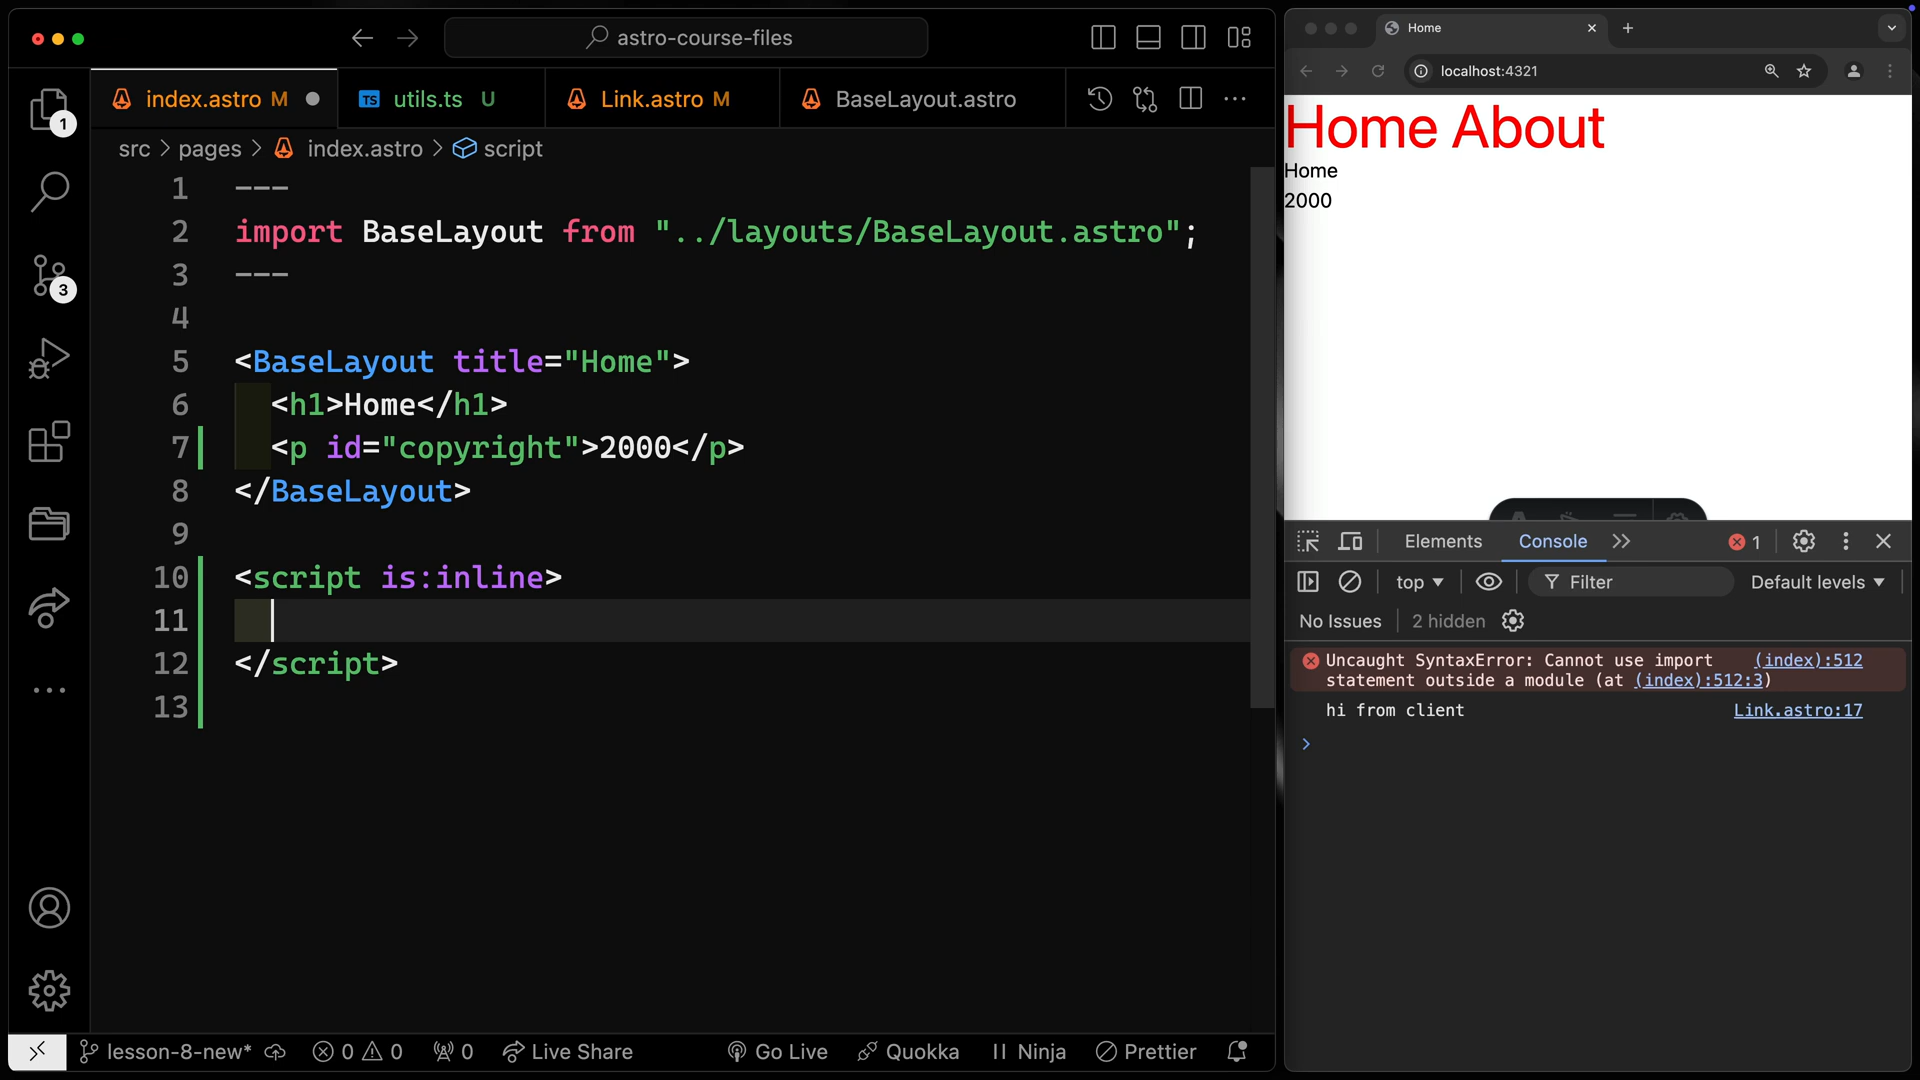 astro-course-files
index.astro M
utils.ts U
Link.astro M
BaseLayout.astro
src > pages > index.astro > script
1 ---
2 import BaseLayout from "../layouts/BaseLayout.astro";
3 ---
4
5 <BaseLayout title="Home">
6 <h1>Home</h1>
7 <p id="copyright">2000</p>
8 </BaseLayout>
9
10 <script is:inline>
11
12 </script>
13
1
3
lesson-8-new* 0 0 0 Live Share Go Live Quokka Ninja Prettier
Home
localhost:4321
Home About
Home
2000
Elements Console 1
top Filter Default levels
No Issues 2 hidden
Uncaught SyntaxError: Cannot use import (index):512
statement outside a module (at (index):512:3)
hi from client Link.astro:17